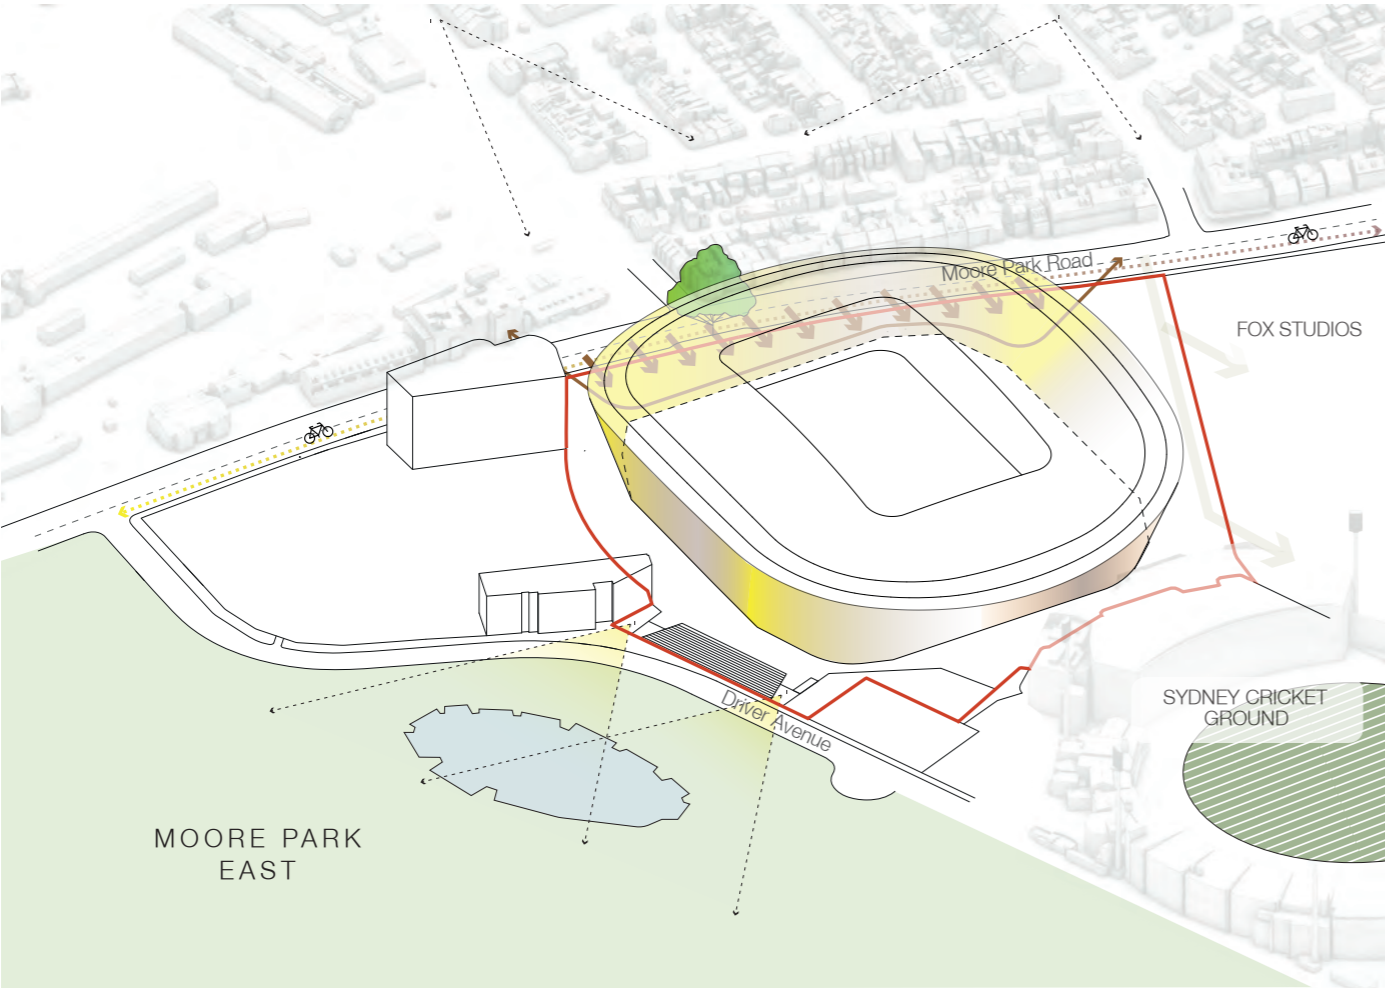 Moore Park Road
FOX STUDIOS
SYDNEY CRICKET
GROUND
Driver Avenue
MOORE PARK
EAST